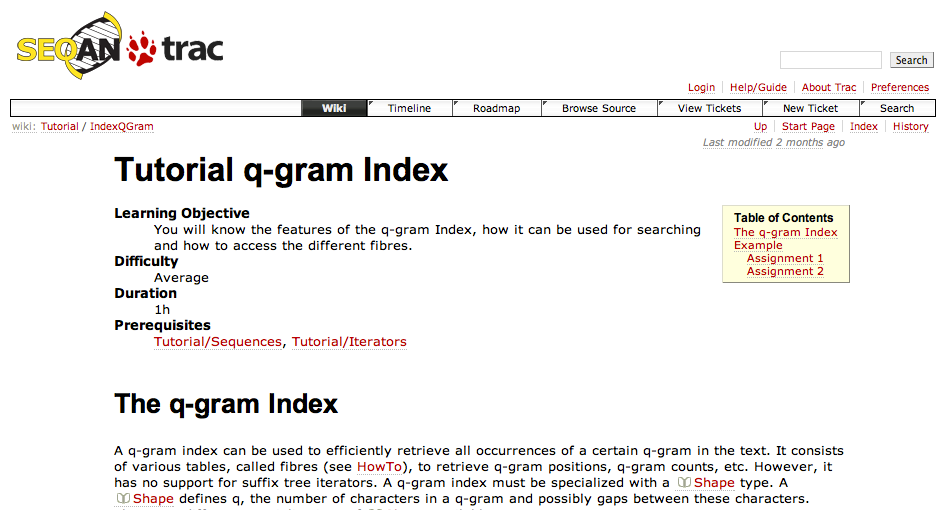 SEQAN trac
Search
Login Help/Guide About Trac Preferences
Wiki Timeline Roadmap Browse Source View Tickets New Ticket Search
wiki: Tutorial / IndexQGram Up Start Page Index History
Last modified 2 months ago
Tutorial q-gram Index
Learning Objective
You will know the features of the q-gram Index, how it can be used for searching
and how to access the different fibres.
Difficulty
Average
Duration
1h
Prerequisites
Tutorial/Sequences, Tutorial/Iterators
Table of Contents
The q-gram Index
Example
Assignment 1
Assignment 2
The q-gram Index
A q-gram index can be used to efficiently retrieve all occurrences of a certain q-gram in the text. It consists
of various tables, called fibres (see HowTo), to retrieve q-gram positions, q-gram counts, etc. However, it
has no support for suffix tree iterators. A q-gram index must be specialized with a Shape type. A
Shape defines q, the number of characters in a q-gram and possibly gaps between these characters.